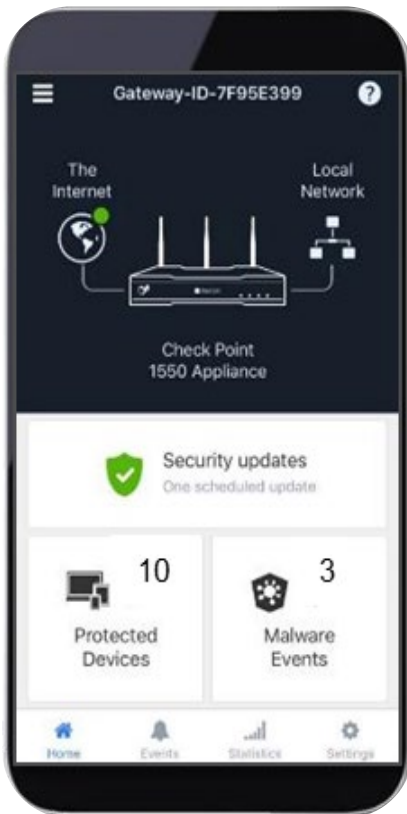 Gateway-ID-7F95E399
?
The
Internet
Local
Network
Check Point
1550 Appliance
Security updates
One scheduled update
10
Protected
Devices
3
Malware
Events
Home
Events
Statistics
Settings